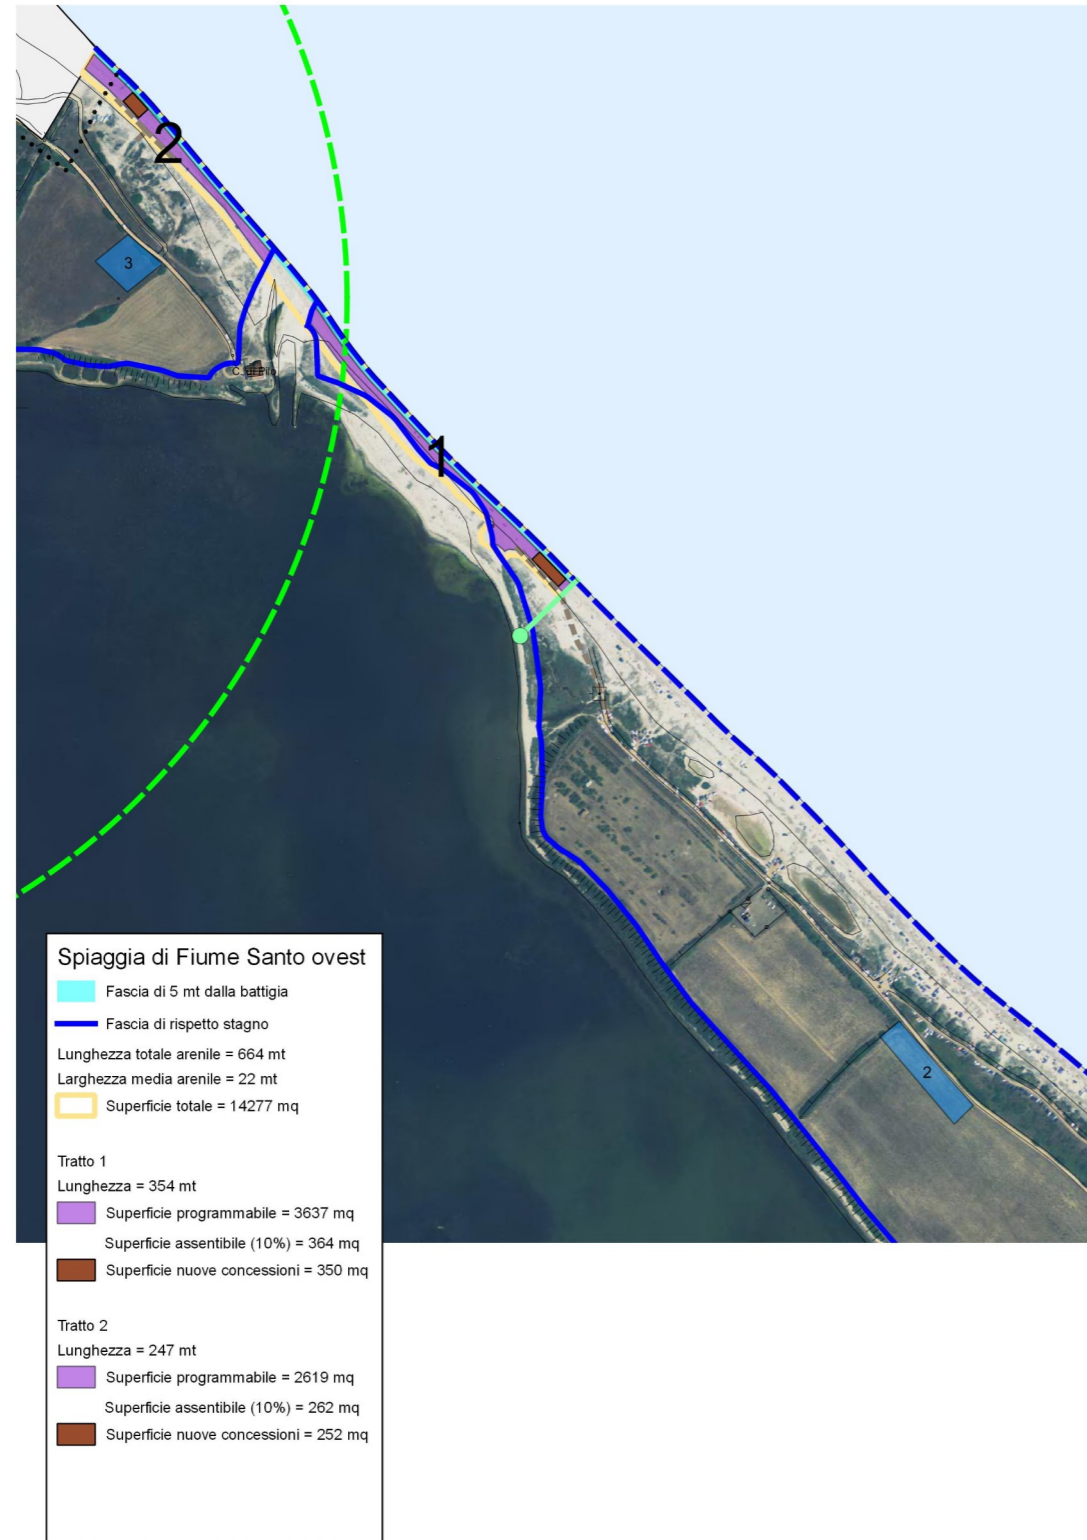 2
3
C. di Pilo
1
2
Spiaggia di Fiume Santo ovest
Fascia di 5 mt dalla battigia
Fascia di rispetto stagno
Lunghezza totale arenile = 664 mt
Larghezza media arenile = 22 mt
Superficie totale = 14277 mq
Tratto 1
Lunghezza = 354 mt
Superficie programmabile = 3637 mq
Superficie assentibile (10%) = 364 mq
Superficie nuove concessioni = 350 mq
Tratto 2
Lunghezza = 247 mt
Superficie programmabile = 2619 mq
Superficie assentibile (10%) = 262 mq
Superficie nuove concessioni = 252 mq